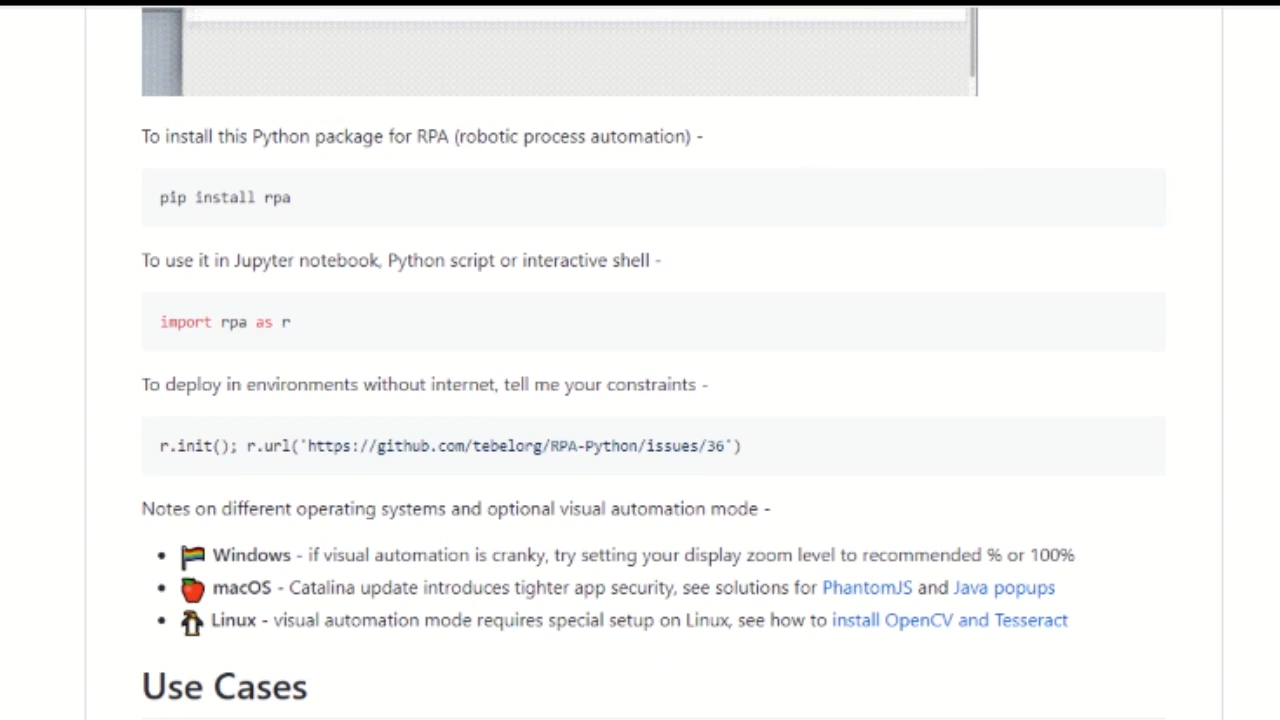 To install this Python package for RPA (robotic process automation) -
pip install rpa
To use it in Jupyter notebook, Python script or interactive shell -
import rpa as r
To deploy in environments without internet, tell me your constraints -
r.init(); r.url('https://github.com/tebelorg/RPA-Python/issues/36')
Notes on different operating systems and optional visual automation mode -
• Windows - if visual automation is cranky, try setting your display zoom level to recommended % or 100%
• macOS - Catalina update introduces tighter app security, see solutions for PhantomJS and Java popups
• Linux - visual automation mode requires special setup on Linux, see how to install OpenCV and Tesseract
Use Cases